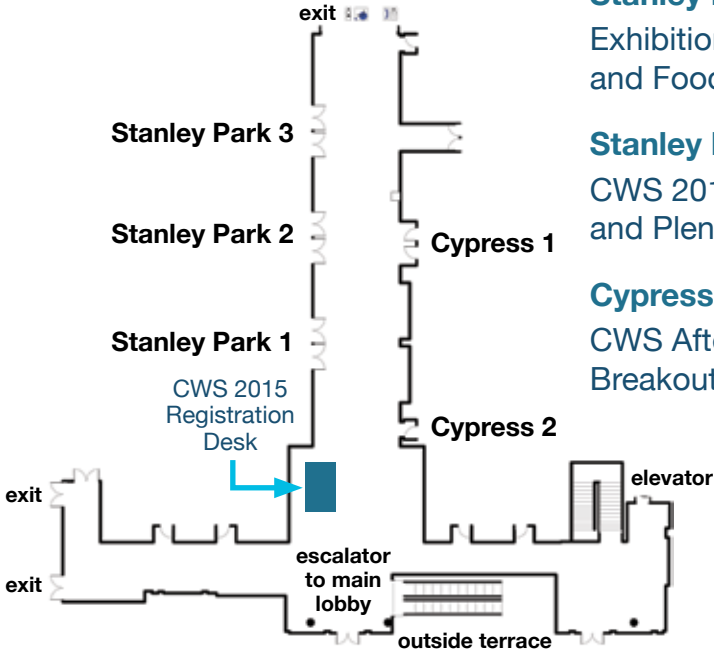 exit
Stanley Park 3
Stanley Park 2
Cypress 1
Stanley Park 1
CWS 2015
Registration
Desk
Cypress 2
elevator
exit
escalator
to main
lobby
exit
outside terrace
Stanley
Exhibition
and Food
Stanley
CWS 201
and Plen
Cypress
CWS Afte
Breakout